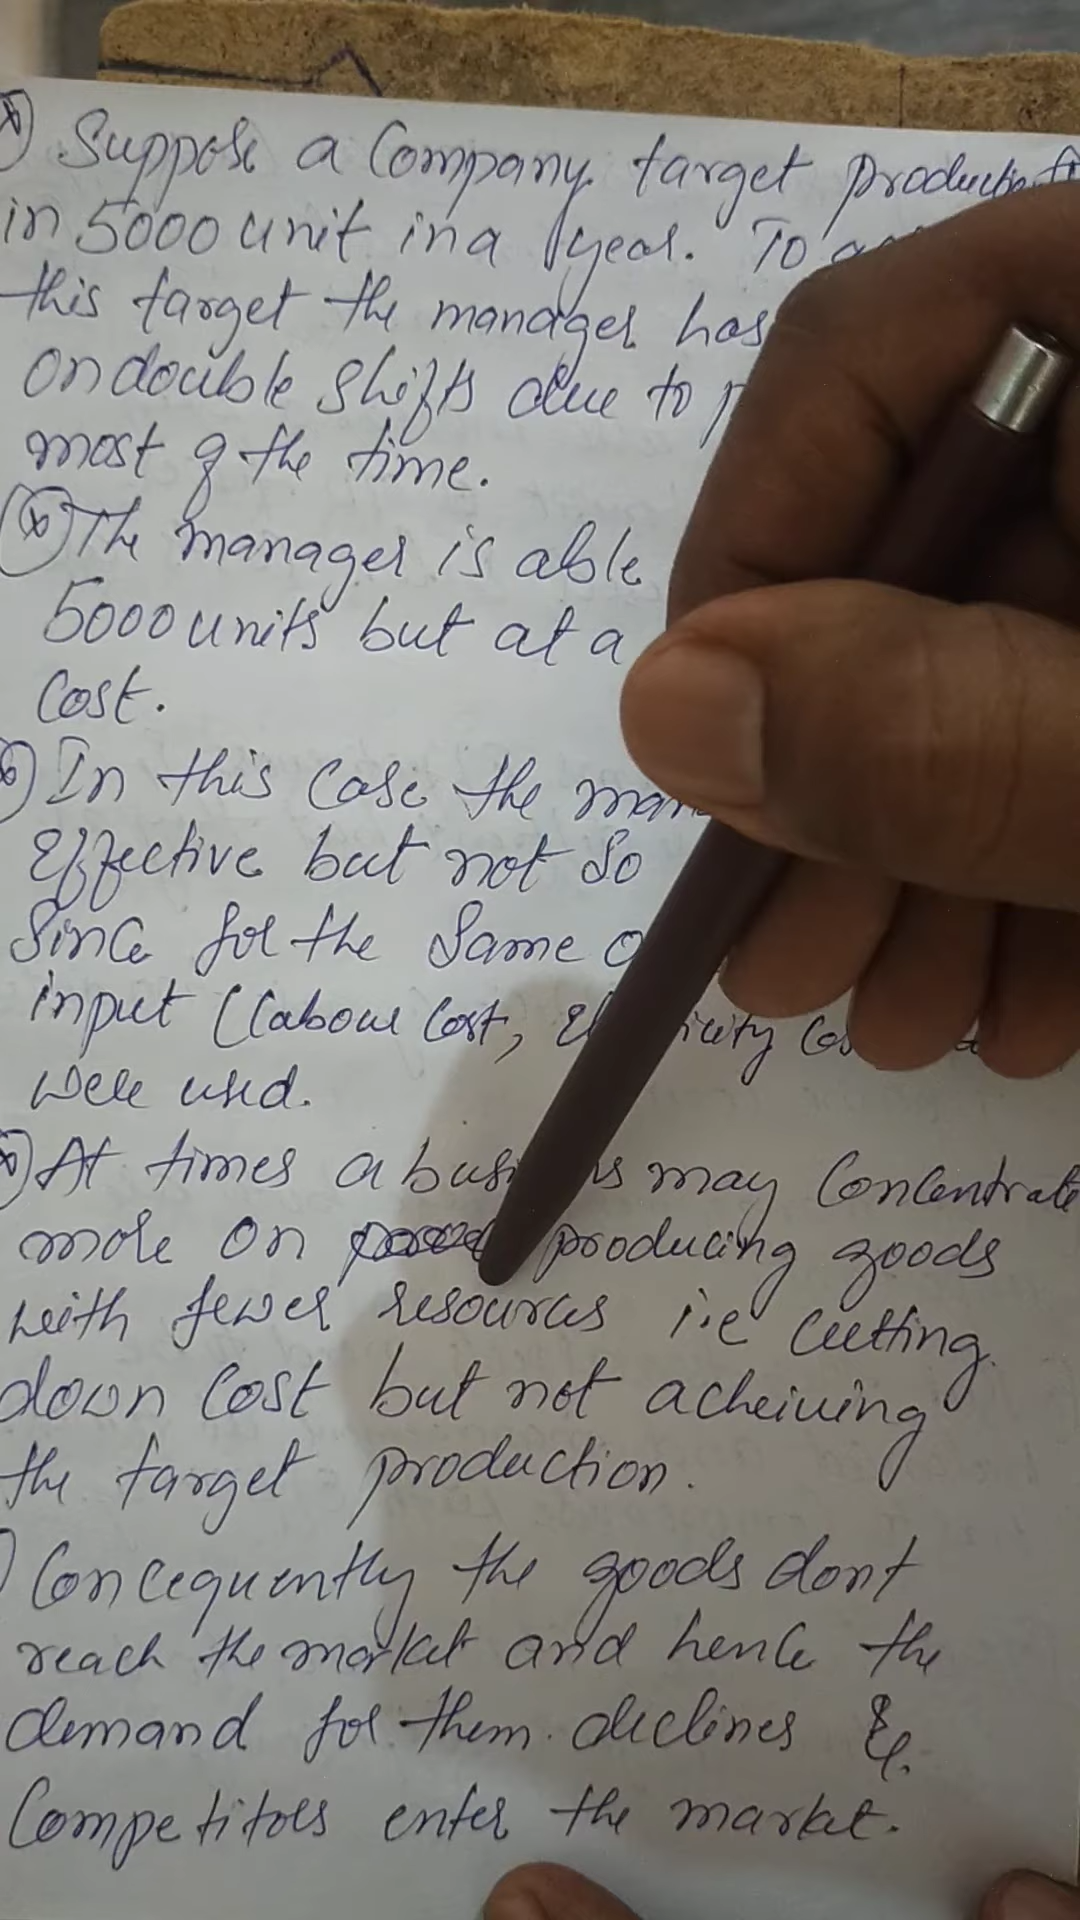 Suppose a Company target
in 5000 unit in a year. To
this target the manager has
on double shifts due to
most of the time.
The manager is able
5000 units but at a
Cost.
In this Case the
Effective but not so
Since for the Same
input (labour Cost,
were used.
At times a may Concentrate
more on producing goods
with fewer resources i.e Cutting
down Cost but not acheiving
the target production.
Concequently the goods dont
reach the market and hence the
demand for them declines &
Competitors enter the market.